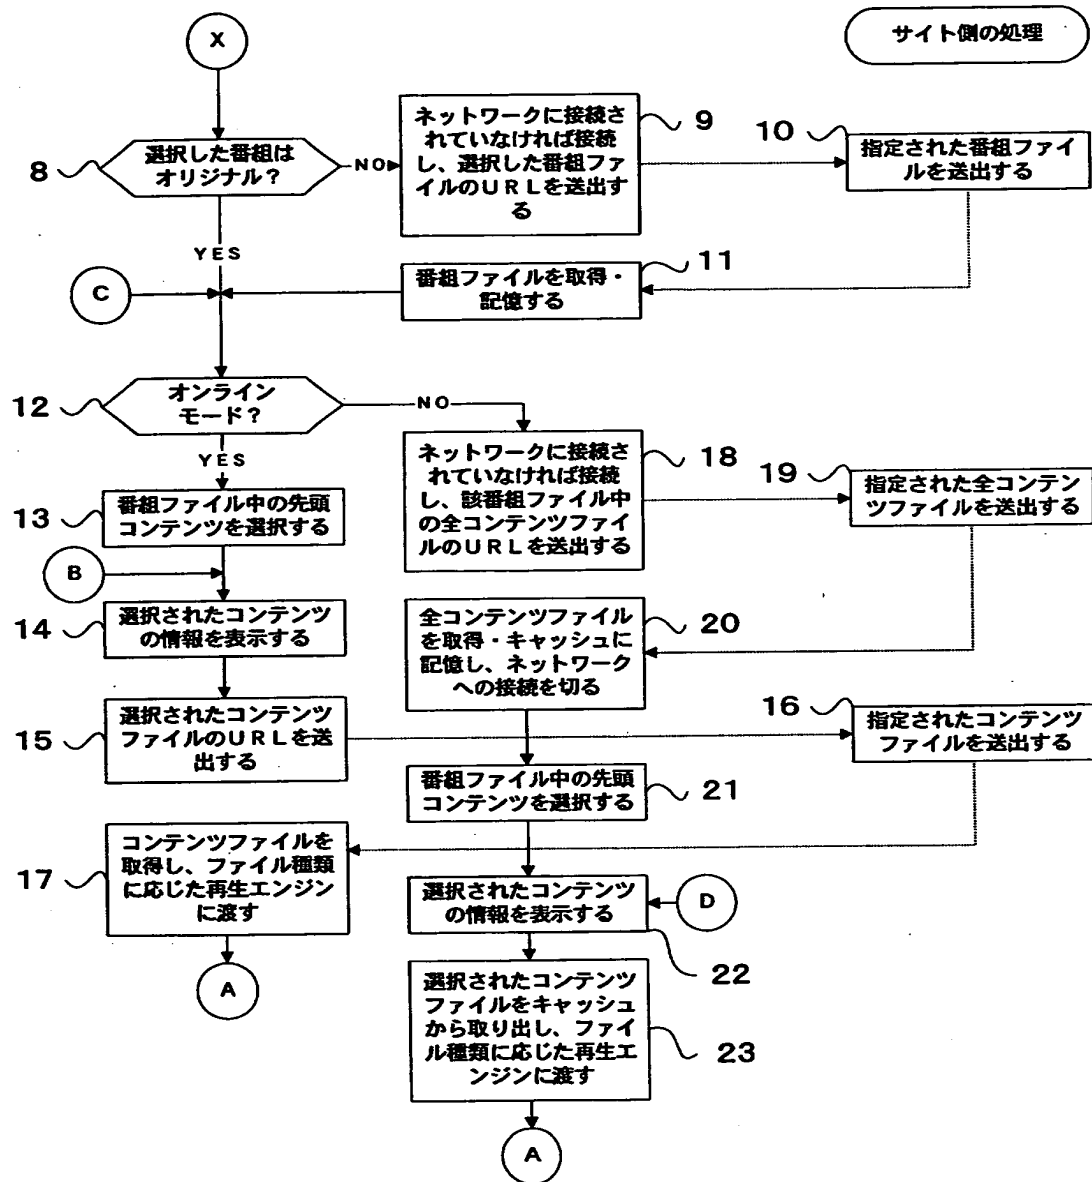 X
サイト側の処理
8
選択した番組は
オリジナル?
NO
ネットワークに接続さ
れていなければ接続
し、選択した番組ファ
イルのURLを送出す
る
9
10
指定された番組ファイ
ルを送出する
YES
C
番組ファイルを取得・
記憶する
11
12
オンライン
モード?
NO
YES
ネットワークに接続さ
れていなければ接続
し、該番組ファイル中
の全コンテンツファイ
ルのURLを送出する
18
19
指定された全コンテン
ツファイルを送出する
13
番組ファイル中の先頭
コンテンツを選択する
B
14
選択されたコンテンツ
の情報を表示する
全コンテンツファイル
を取得・キャッシュに
記憶し、ネットワーク
への接続を切る
20
15
選択されたコンテンツ
ファイルのURLを送
出する
16
指定されたコンテンツ
ファイルを送出する
番組ファイル中の先頭
コンテンツを選択する
21
17
コンテンツファイルを
取得し、ファイル種類
に応じた再生エンジン
に渡す
選択されたコンテンツ
の情報を表示する
D
22
A
選択されたコンテンツ
ファイルをキャッシュ
から取り出し、ファイ
ル種類に応じた再生エ
ンジンに渡す
23
A